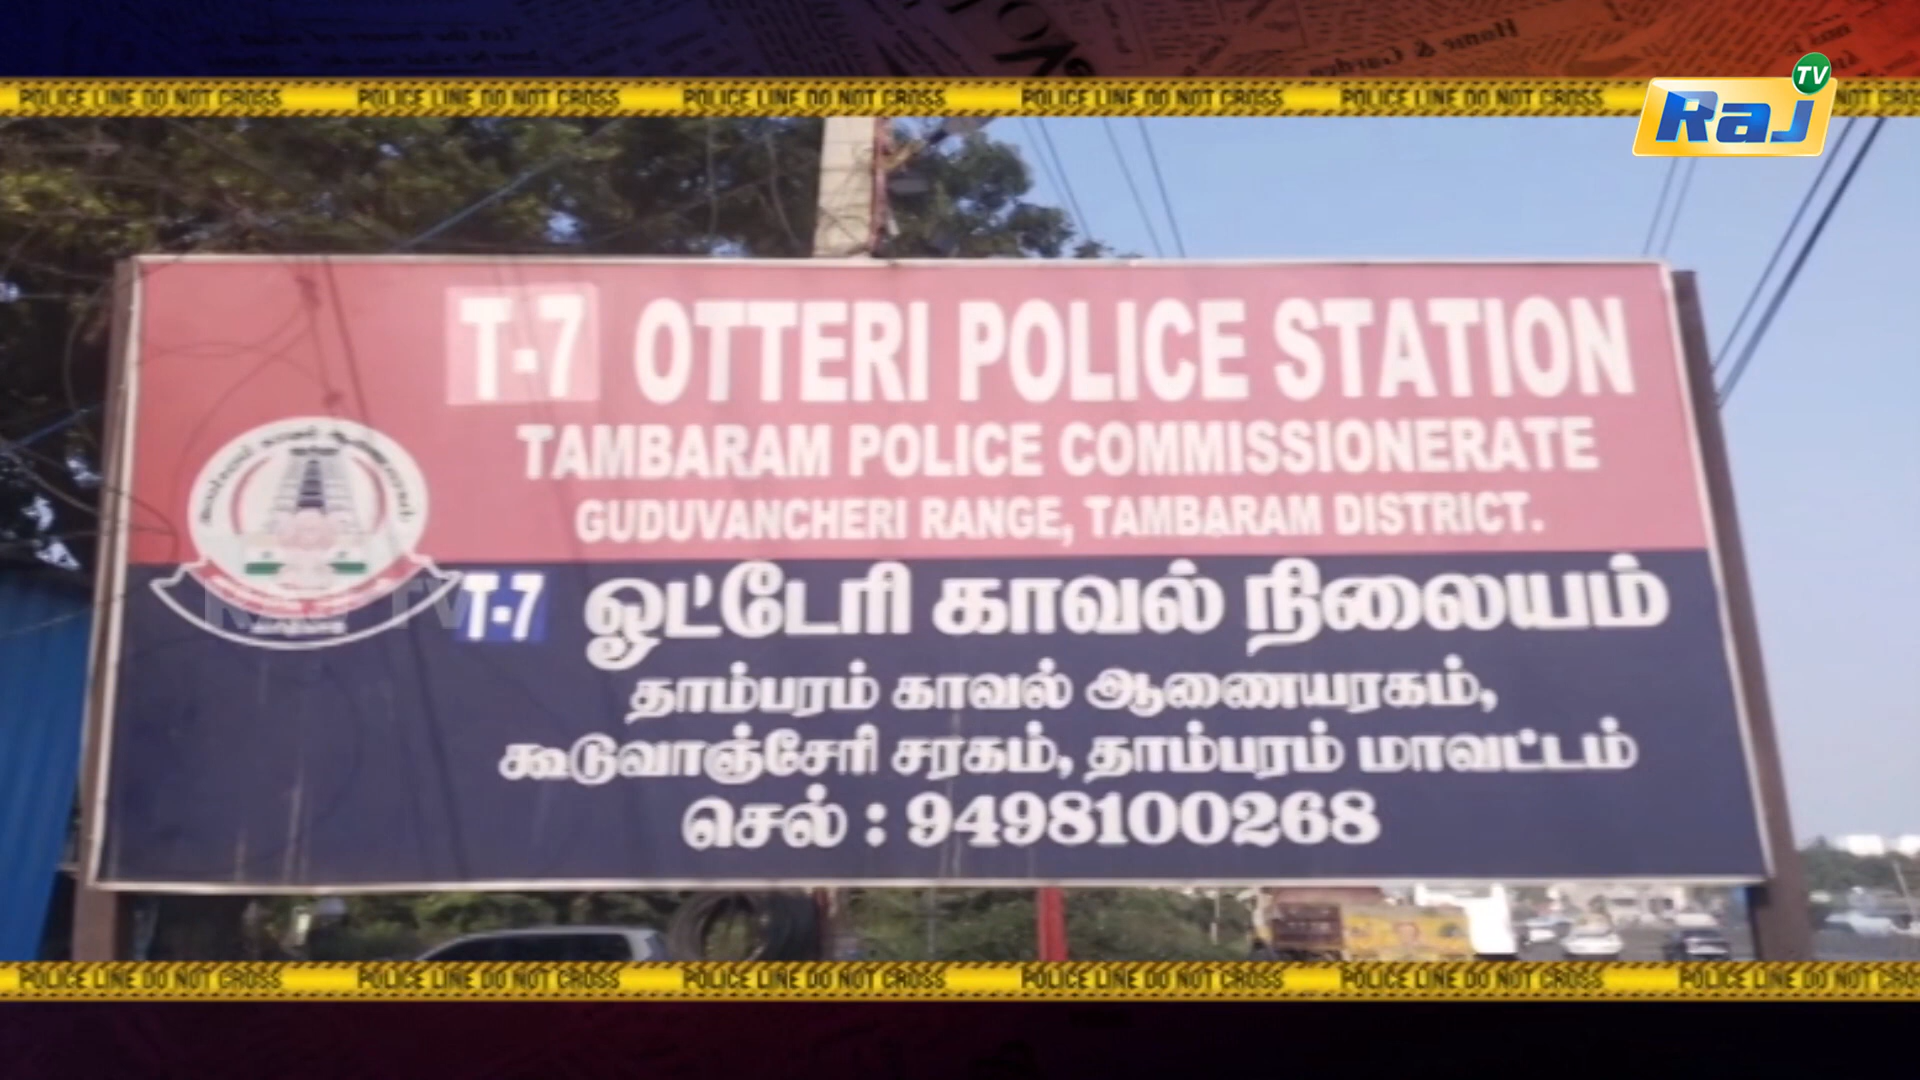 POLICE LINE DO NOT CROSS POLICE LINE DO NOT CROSS POLICE LINE DO NOT CROSS POLICE LINE DO NOT CROSS POLICE LINE DO NOT CROSS NOT CROSS
Raj TV
T-7 OTTERI POLICE STATION
TAMBARAM POLICE COMMISSIONERATE
GUDUVANCHERI RANGE, TAMBARAM DISTRICT.
RAJ TV
T-7 ஓட்டேரி காவல் நிலையம்
தாம்பரம் காவல் ஆணையரகம்,
கூடுவாஞ்சேரி சரகம், தாம்பரம் மாவட்டம்
செல் : 9498100268
POLICE LINE DO NOT CROSS POLICE LINE DO NOT CROSS POLICE LINE DO NOT CROSS POLICE LINE DO NOT CROSS POLICE LINE DO NOT CROSS POLICE LINE DO NOT CROSS